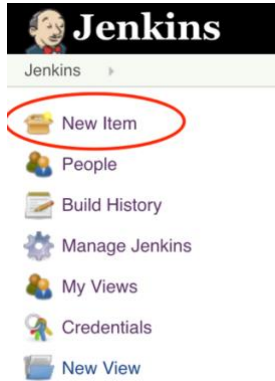 Jenkins
Jenkins
New Item
People
Build History
Manage Jenkins
My Views
Credentials
New View